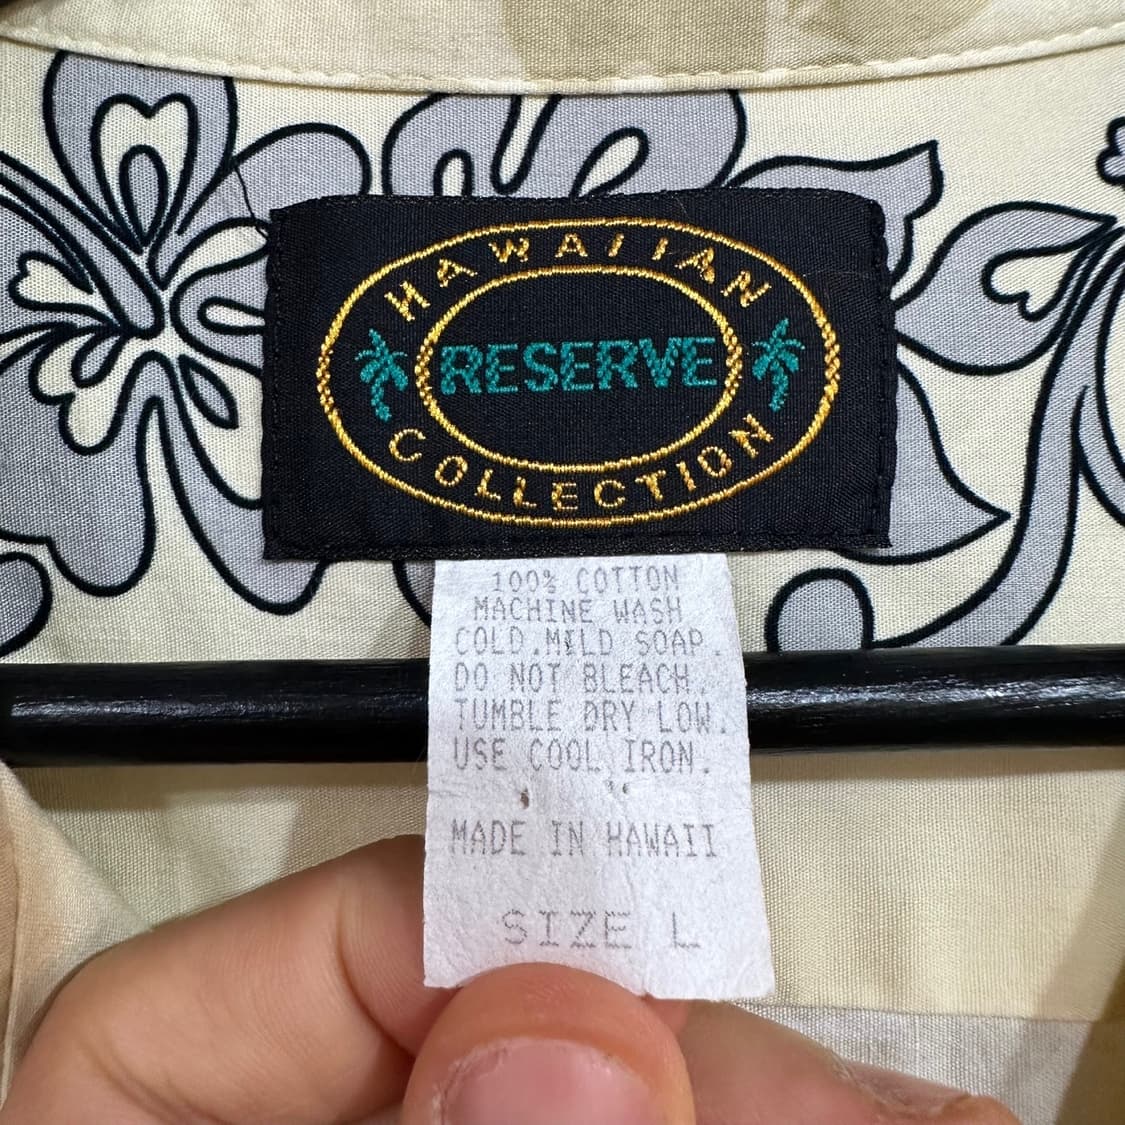 HAWAIIAN
RESERVE
COLLECTION
100% COTTON
MACHINE WASH
COLD.MILD SOAP.
DO NOT BLEACH.
TUMBLE DRY LOW.
USE COOL IRON.
MADE IN HAWAII
SIZE L